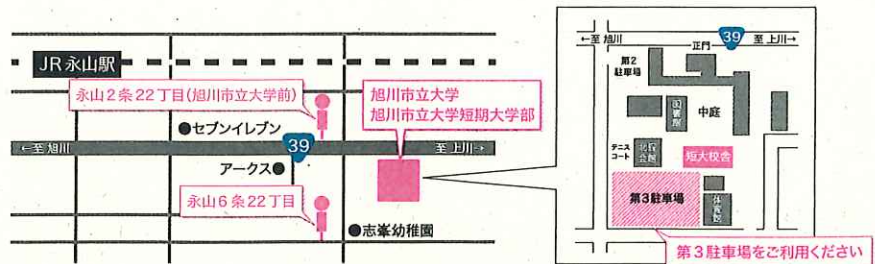 JR永山駅
永山2条22丁目(旭川市立大学前)
●セブンイレブン
←至 旭川
39
至 上川→
アークス●
永山6条22丁目
●志峯幼稚園
旭川市立大学
旭川市立大学短期大学部
←至 旭川
39
至 上川→
正門
第2
駐車場
図書館
中庭
テニス
コート
短大校舎
第3駐車場
体育館
第3駐車場をご利用ください